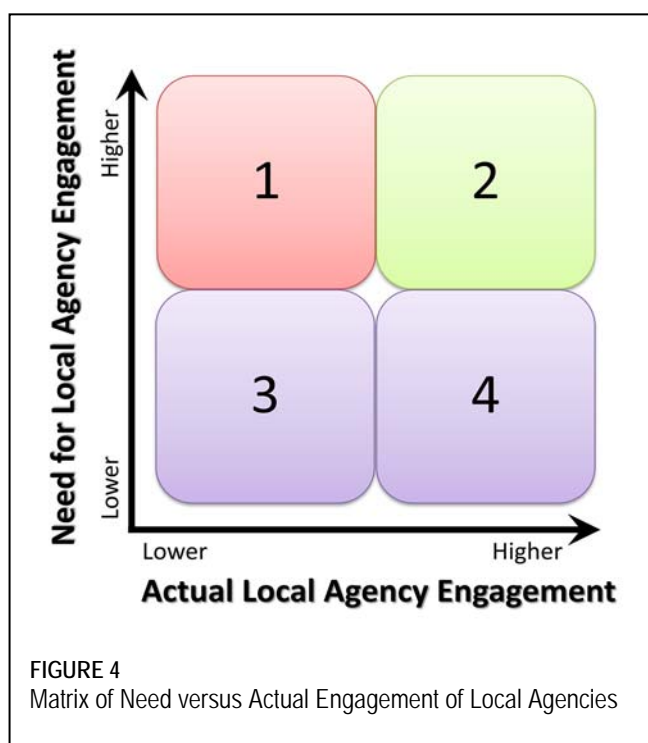 Need for Local Agency Engagement
Higher
Lower
1
2
3
4
Lower
Higher
Actual Local Agency Engagement
FIGURE 4
Matrix of Need versus Actual Engagement of Local Agencies